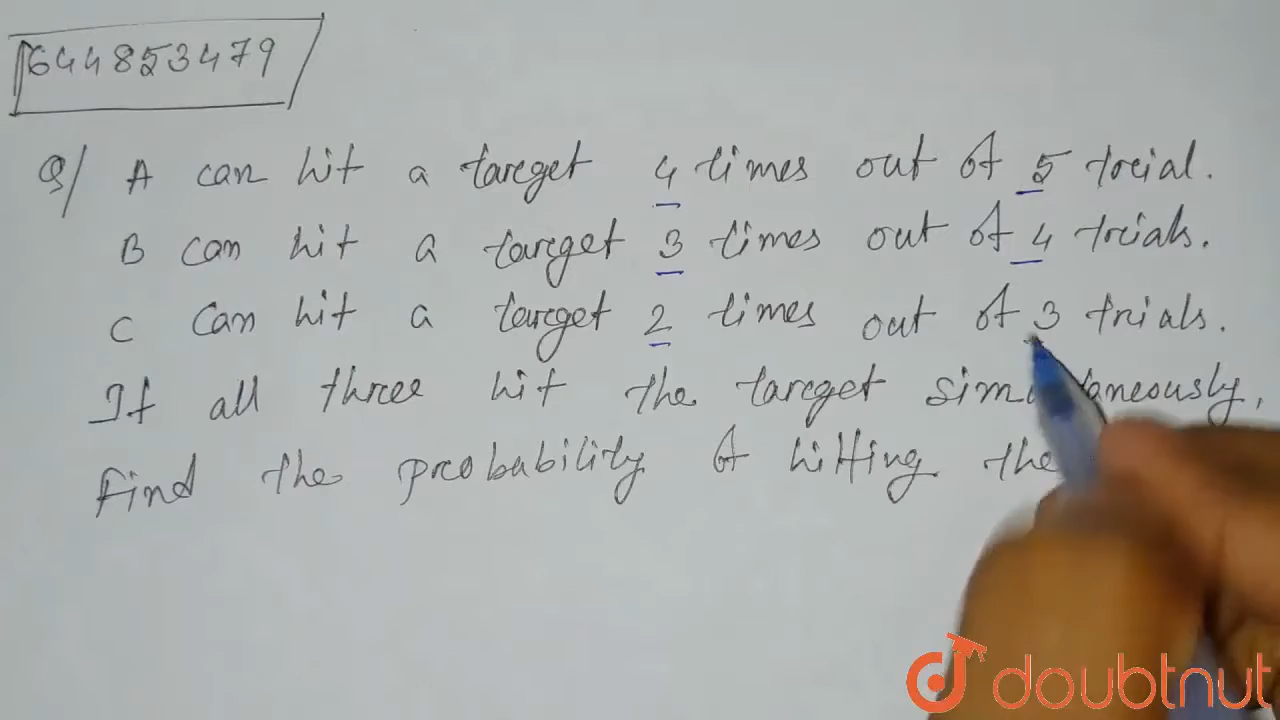 644853479
Q/ A can hit a target 4 times out of 5 trial.
B can hit a target 3 times out of 4 trials.
C can hit a target 2 times out of 3 trials.
If all three hit the target simultaneously,
Find the probability of hitting the
doubtnut